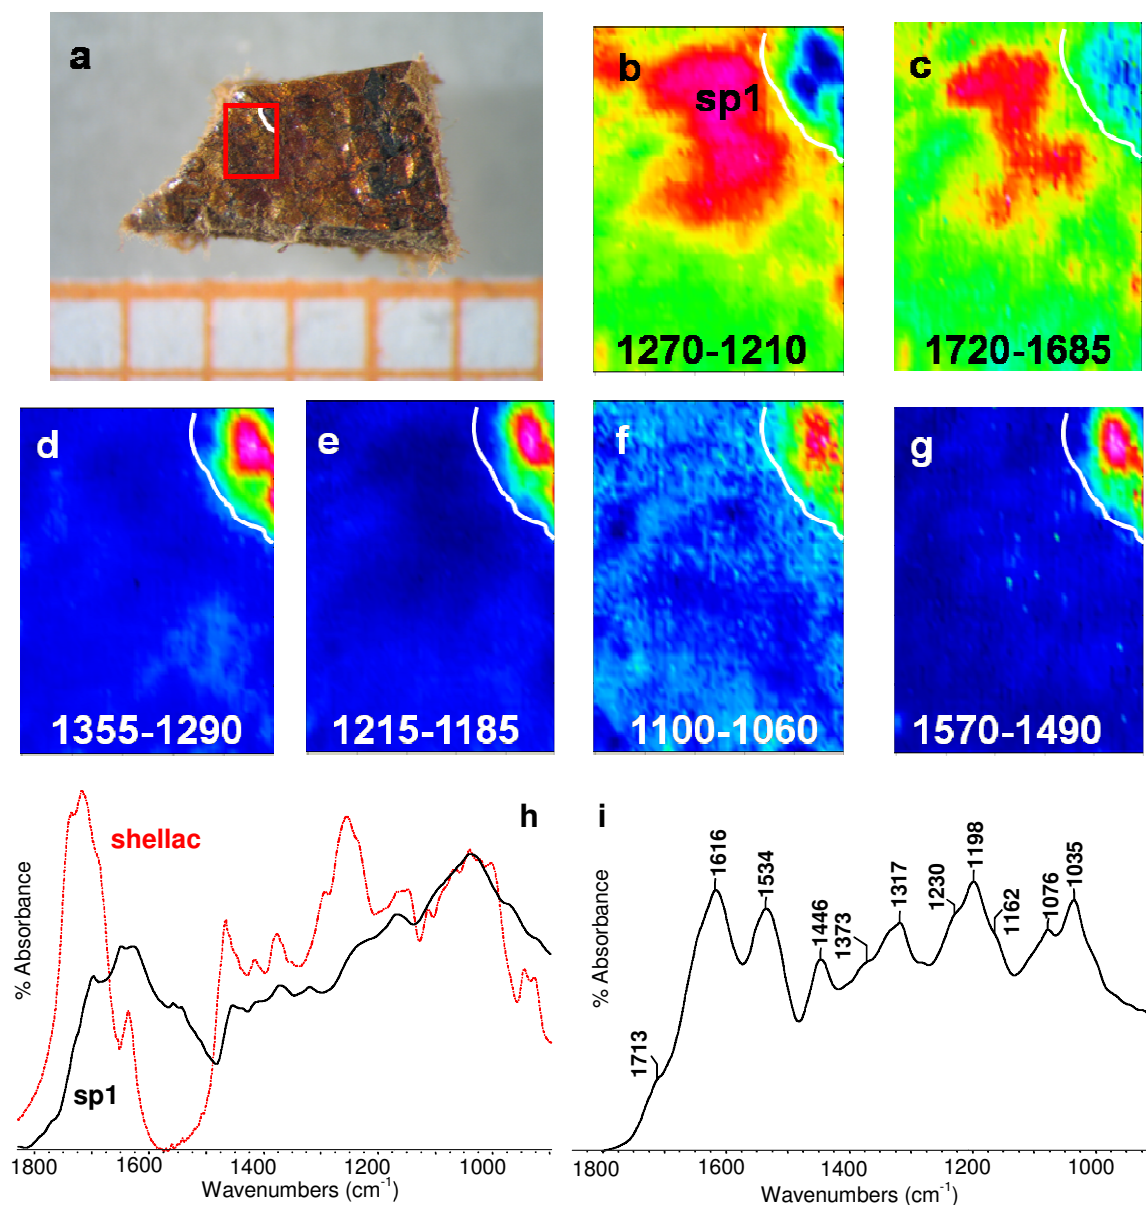 a
b
sp1
1270-1210
c
1720-1685
d
1355-1290
e
1215-1185
f
1100-1060
g
1570-1490
h
shellac
sp1
% Absorbance
1800 1600 1400 1200 1000
Wavenumbers (cm-1)
i
1713
1616
1534
1446
1373
1317
1230
1198
1162
1076
1035
% Absorbance
1800 1600 1400 1200 1000
Wavenumbers (cm-1)